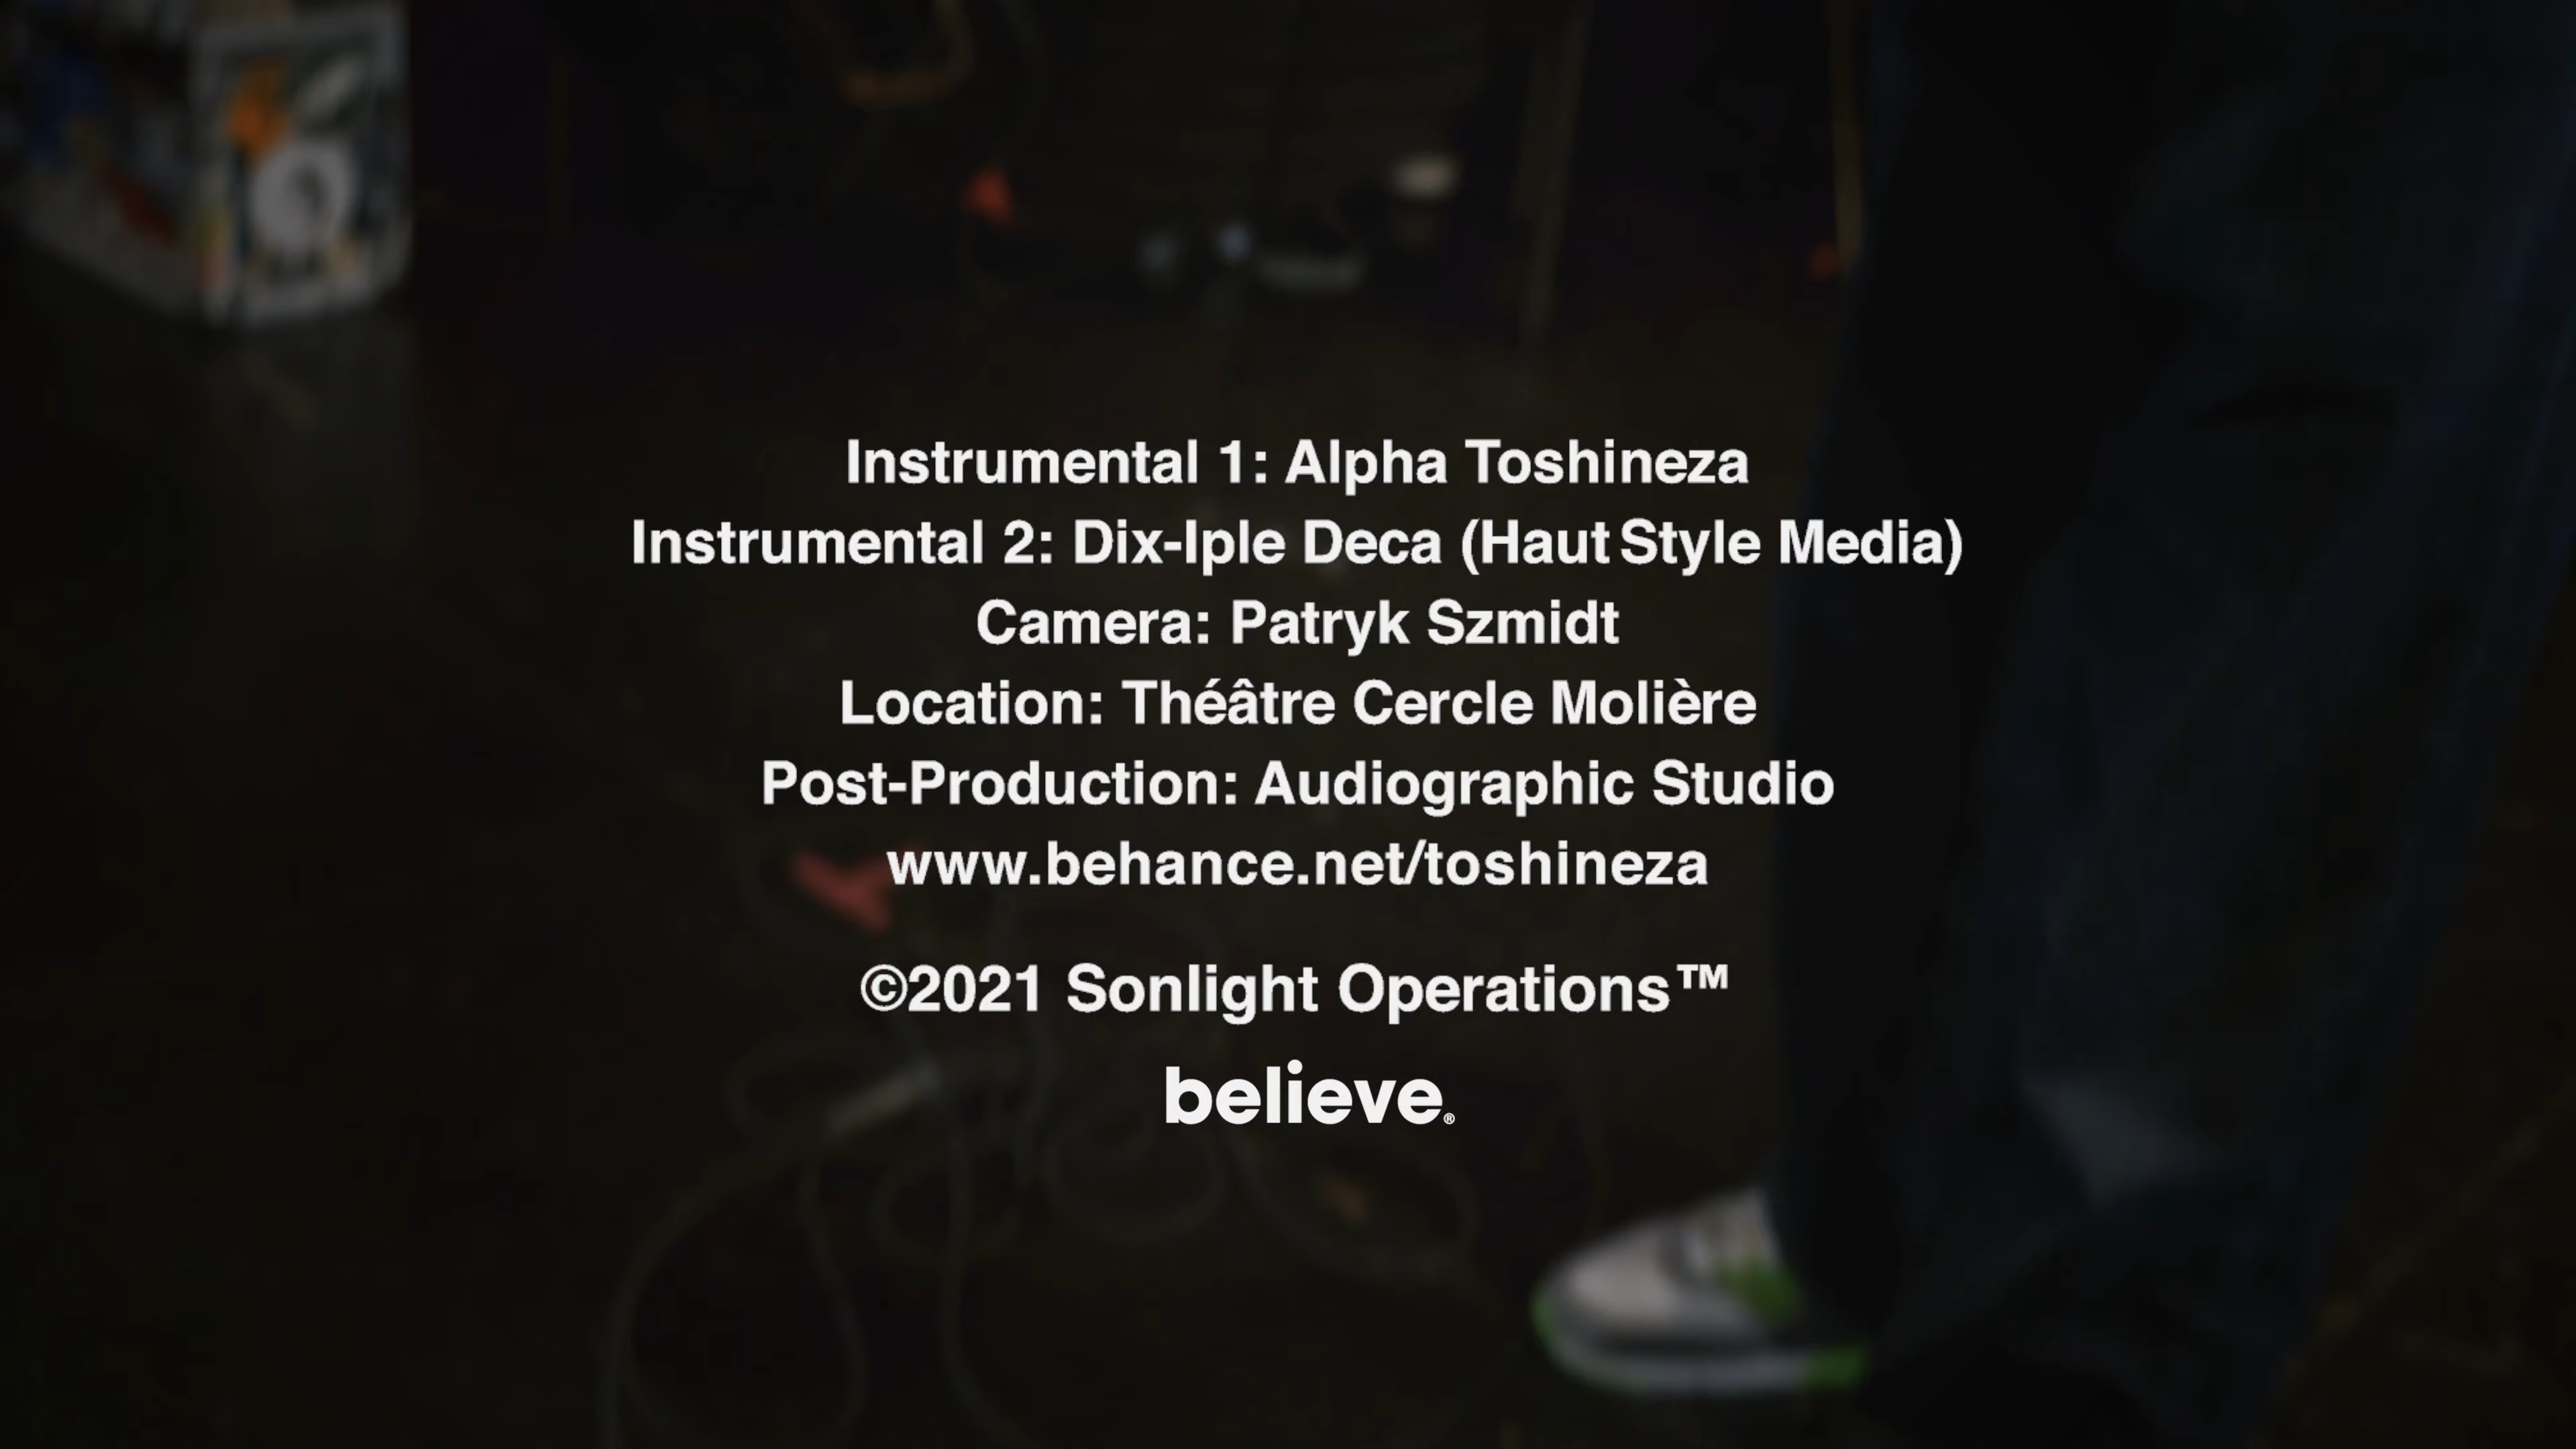 Instrumental 1: Alpha Toshineza
Instrumental 2: Dix-Iple Deca (Haut Style Media)
Camera: Patryk Szmidt
Location: Théâtre Cercle Molière
Post-Production: Audiographic Studio
www.behance.net/toshineza
©2021 Sonlight Operations™
believe®